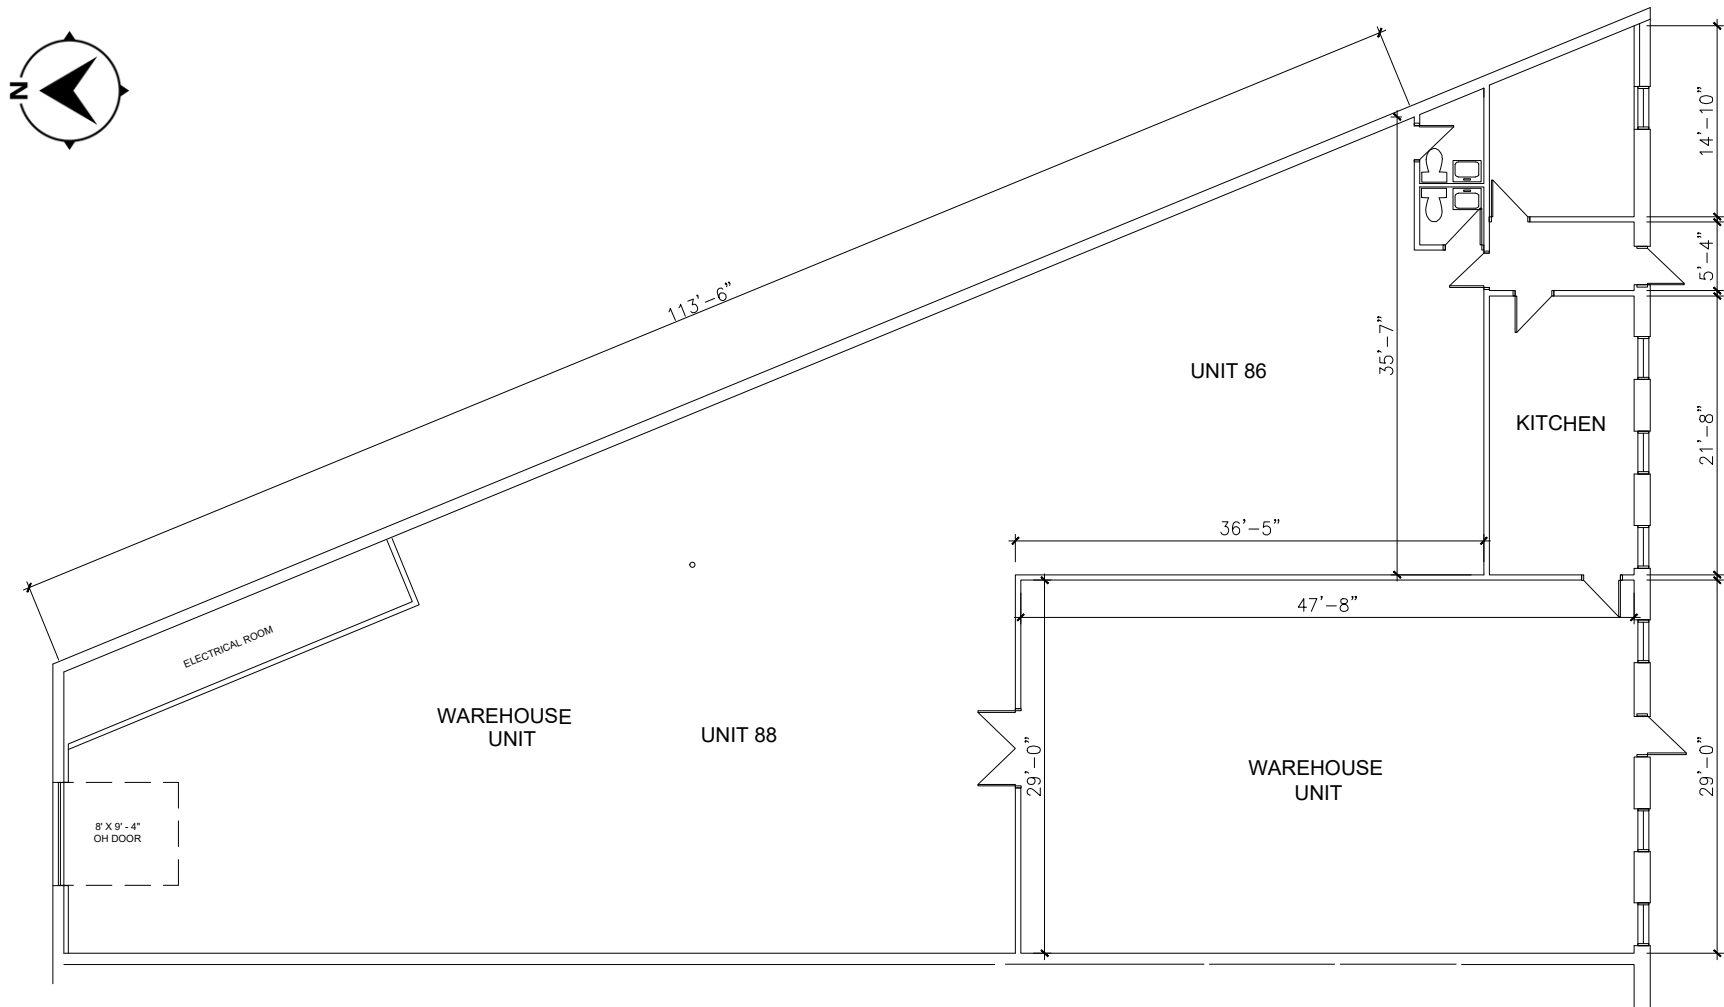 N
113'-6"
14'-10"
5'-4"
35'-7"
UNIT 86
KITCHEN
21'-8"
36'-5"
47'-8"
ELECTRICAL ROOM
WAREHOUSE
UNIT
UNIT 88
29'-0"
WAREHOUSE
UNIT
29'-0"
8' X 9' - 4"
OH DOOR